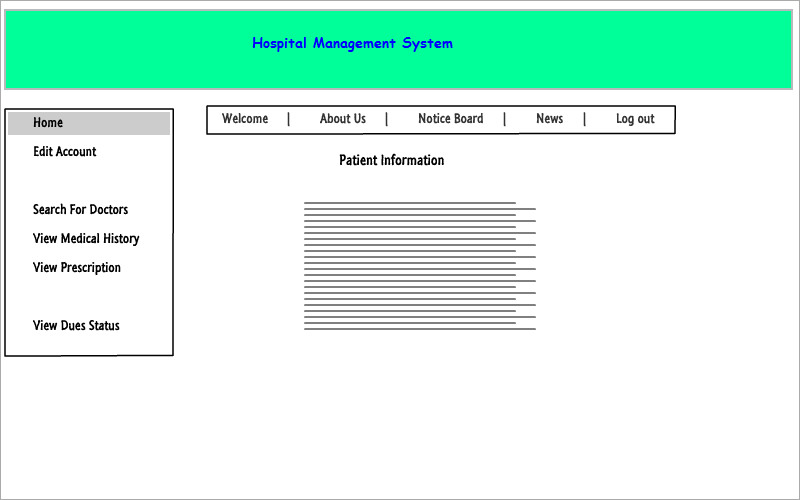 Hospital Management System
Welcome | About Us | Notice Board | News | Log out
Home
Edit Account
Search For Doctors
View Medical History
View Prescription
View Dues Status
Patient Information